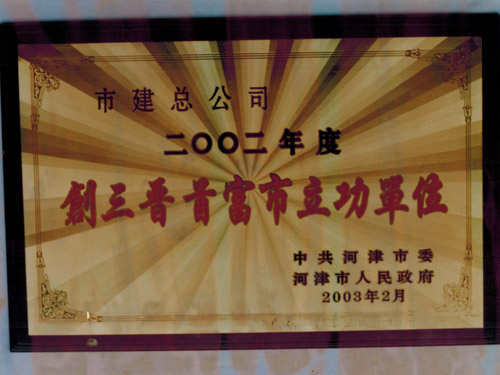 市建总公司
二〇〇二年度
創三晋首富市立功單位
中共河津市委
河津市人民政府
2003年2月